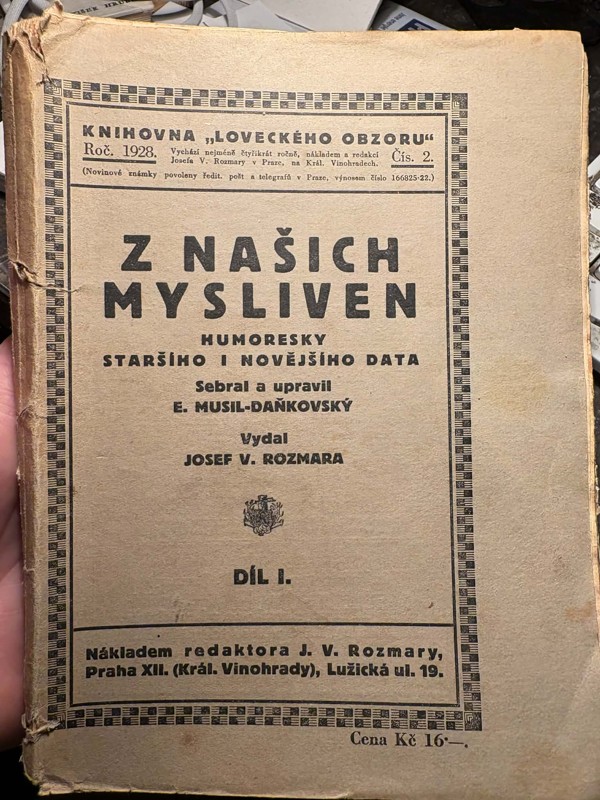 KNIHOVNA „LOVECKÉHO OBZORU“
Roč. 1928. Vychází nejméně čtyřikrát ročně, nákladem a redakcí Čís. 2.
Josefa V. Rozmary v Praze, na Král. Vinohradech.
(Novinové známky povoleny ředit. pošt a telegrafů v Praze, výnosem číslo 166825-22.)
Z NAŠICH
MYSLIVEN
HUMORESKY
STARŠÍHO I NOVĚJŠÍHO DATA
Sebral a upravil
E. MUSIL-DAŇKOVSKÝ
Vydal
JOSEF V. ROZMARA
DÍL I.
Nákladem redaktora J. V. Rozmary,
Praha XII. (Král. Vinohrady), Lužická ul. 19.
Cena Kč 16·—.